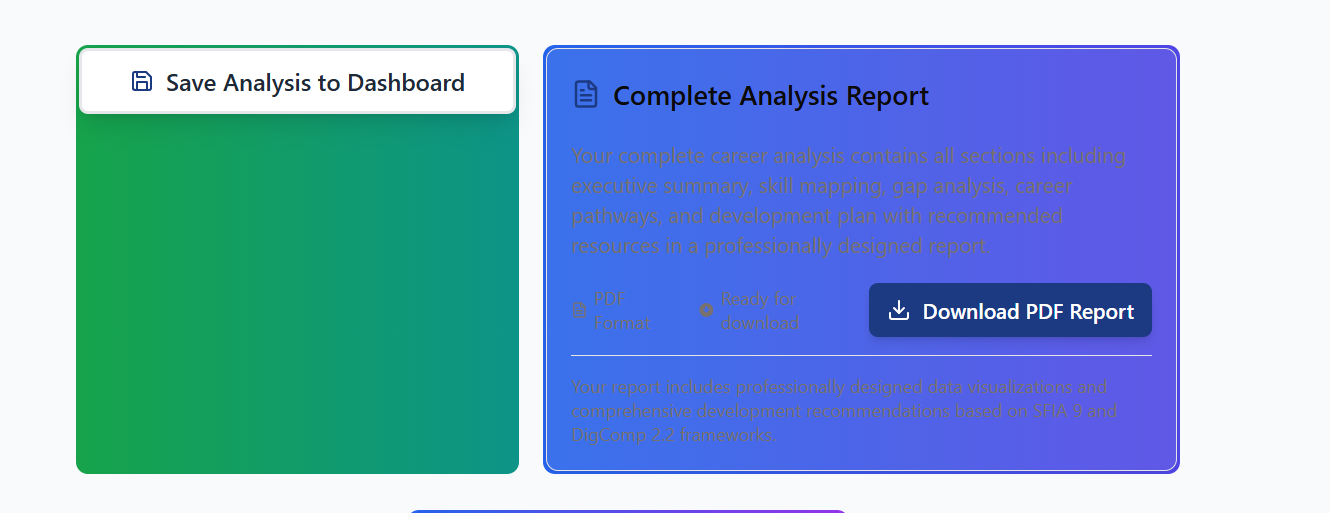 Save Analysis to Dashboard
Complete Analysis Report
Your complete career analysis contains all sections including
executive summary, skill mapping, gap analysis, career
pathways, and development plan with recommended
resources in a professionally designed report.
PDF
Format
Ready for
download
Download PDF Report
Your report includes professionally designed data visualizations and
comprehensive development recommendations based on SFIA 9 and
DigComp 2.2 frameworks.